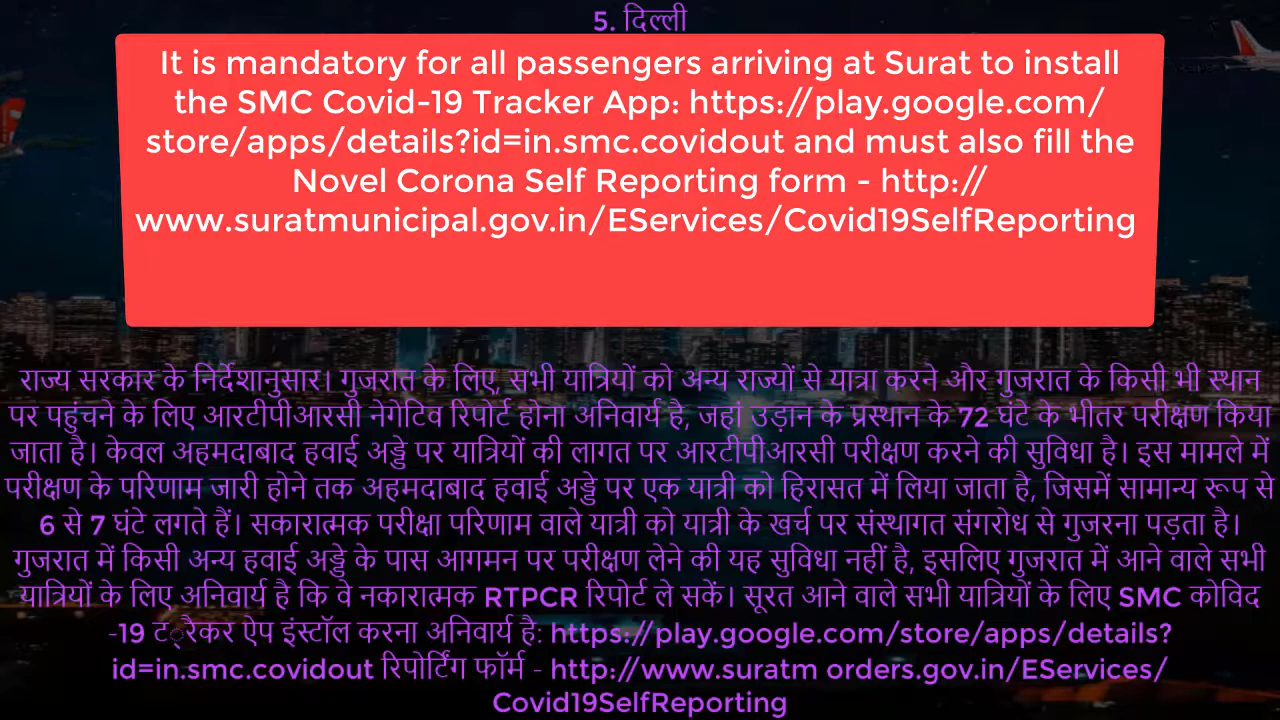 5. दिल्ली
It is mandatory for all passengers arriving at Surat to install
the SMC Covid-19 Tracker App: https://play.google.com/
store/apps/details?id=in.smc.covidout and must also fill the
Novel Corona Self Reporting form - http://
www.suratmunicipal.gov.in/EServices/Covid19SelfReporting
राज्य सरकार के निर्देशानुसार। गुजरात के लिए, सभी यात्रियों को अन्य राज्यों से यात्रा करने और गुजरात के किसी भी स्थान
पर पहुंचने के लिए आरटीपीआरसी नेगेटिव रिपोर्ट होना अनिवार्य है, जहां उड़ान के प्रस्थान के 72 घंटे के भीतर परीक्षण किया
जाता है। केवल अहमदाबाद हवाई अड्डे पर यात्रियों की लागत पर आरटीपीआरसी परीक्षण करने की सुविधा है। इस मामले में
परीक्षण के परिणाम जारी होने तक अहमदाबाद हवाई अड्डे पर एक यात्री को हिरासत में लिया जाता है, जिसमें सामान्य रूप से
6 से 7 घंटे लगते हैं। सकारात्मक परीक्षा परिणाम वाले यात्री को यात्री के खर्च पर संस्थागत संगरोध से गुजरना पड़ता है।
गुजरात में किसी अन्य हवाई अड्डे के पास आगमन पर परीक्षण लेने की यह सुविधा नहीं है, इसलिए गुजरात में आने वाले सभी
यात्रियों के लिए अनिवार्य है कि वे नकारात्मक RTPCR रिपोर्ट ले सकें। सूरत आने वाले सभी यात्रियों के लिए SMC कोविद
-19 ट्रैकर ऐप इंस्टॉल करना अनिवार्य है: https://play.google.com/store/apps/details?
id=in.smc.covidout रिपोर्टिंग फॉर्म - http://www.suratm orders.gov.in/EServices/
Covid19SelfReporting